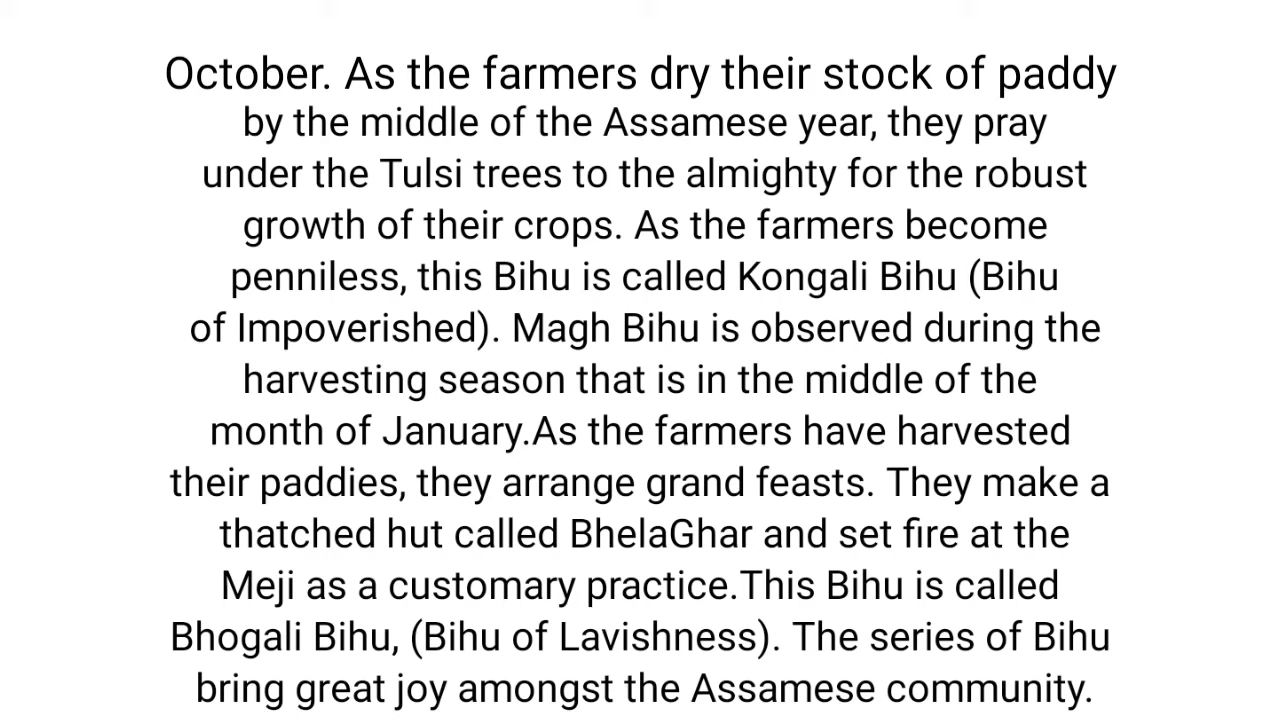 October. As the farmers dry their stock of paddy
by the middle of the Assamese year, they pray
under the Tulsi trees to the almighty for the robust
growth of their crops. As the farmers become
penniless, this Bihu is called Kongali Bihu (Bihu
of Impoverished). Magh Bihu is observed during the
harvesting season that is in the middle of the
month of January.As the farmers have harvested
their paddies, they arrange grand feasts. They make a
thatched hut called BhelaGhar and set fire at the
Meji as a customary practice.This Bihu is called
Bhogali Bihu, (Bihu of Lavishness). The series of Bihu
bring great joy amongst the Assamese community.